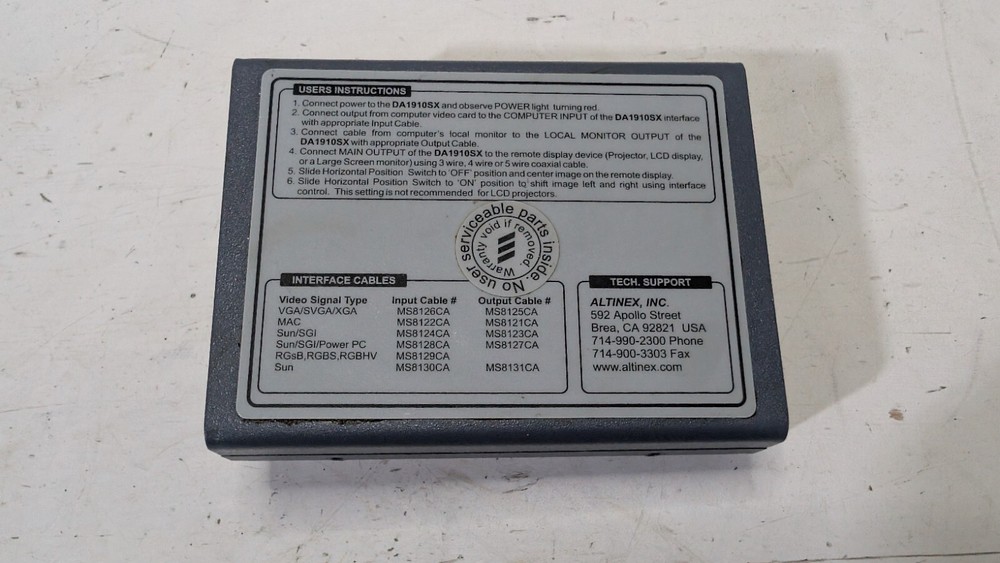 USERS INSTRUCTIONS
1. Connect power to the DA1910SX and observe POWER light turning red.
2. Connect output from computer video card to the COMPUTER INPUT of the DA1910SX interface
with appropriate Input Cable.
3. Connect cable from computer's local monitor to the LOCAL MONITOR OUTPUT of the
DA1910SX with appropriate Output Cable.
4. Connect MAIN OUTPUT of the DA1910SX to the remote display device (Projector, LCD display,
or a Large Screen monitor) using 3 wire, 4 wire or 5 wire coaxial cable.
5. Slide Horizontal Position Switch to 'OFF' position and center image on the remote display.
6. Slide Horizontal Position Switch to 'ON' position to shift image left and right using interface
control. This setting is not recommended for LCD projectors.
No user serviceable parts inside.
Warranty void if removed.
INTERFACE CABLES
Video Signal Type Input Cable # Output Cable #
VGA/SVGA/XGA MS8126CA MS8125CA
MAC MS8122CA MS8121CA
Sun/SGI MS8124CA MS8123CA
Sun/SGI/Power PC MS8128CA MS8127CA
RGsB,RGBS,RGBHV MS8129CA
Sun MS8130CA MS8131CA
TECH. SUPPORT
ALTINEX, INC.
592 Apollo Street
Brea, CA 92821 USA
714-990-2300 Phone
714-900-3303 Fax
www.altinex.com